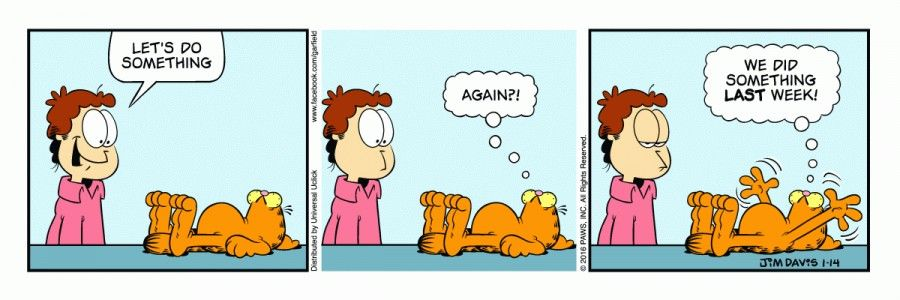 LET'S DO
SOMETHING
www.facebook.com/garfield
Distributed by Universal Uclick
AGAIN?!
© 2016 PAWS, INC. All Rights Reserved.
WE DID
SOMETHING
LAST WEEK!
JIM DAVIS 1-14